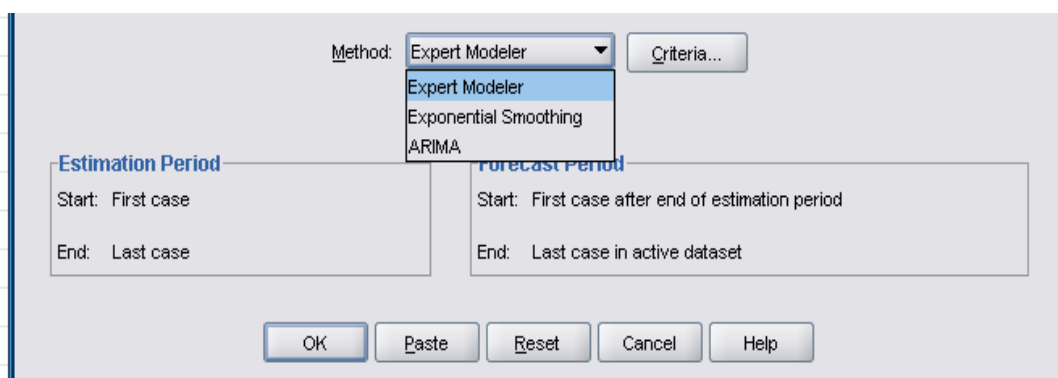 Method: Expert Modeler Criteria...
Expert Modeler
Exponential Smoothing
ARIMA
Estimation Period Forecast Period
Start: First case Start: First case after end of estimation period
End: Last case End: Last case in active dataset
OK Paste Reset Cancel Help